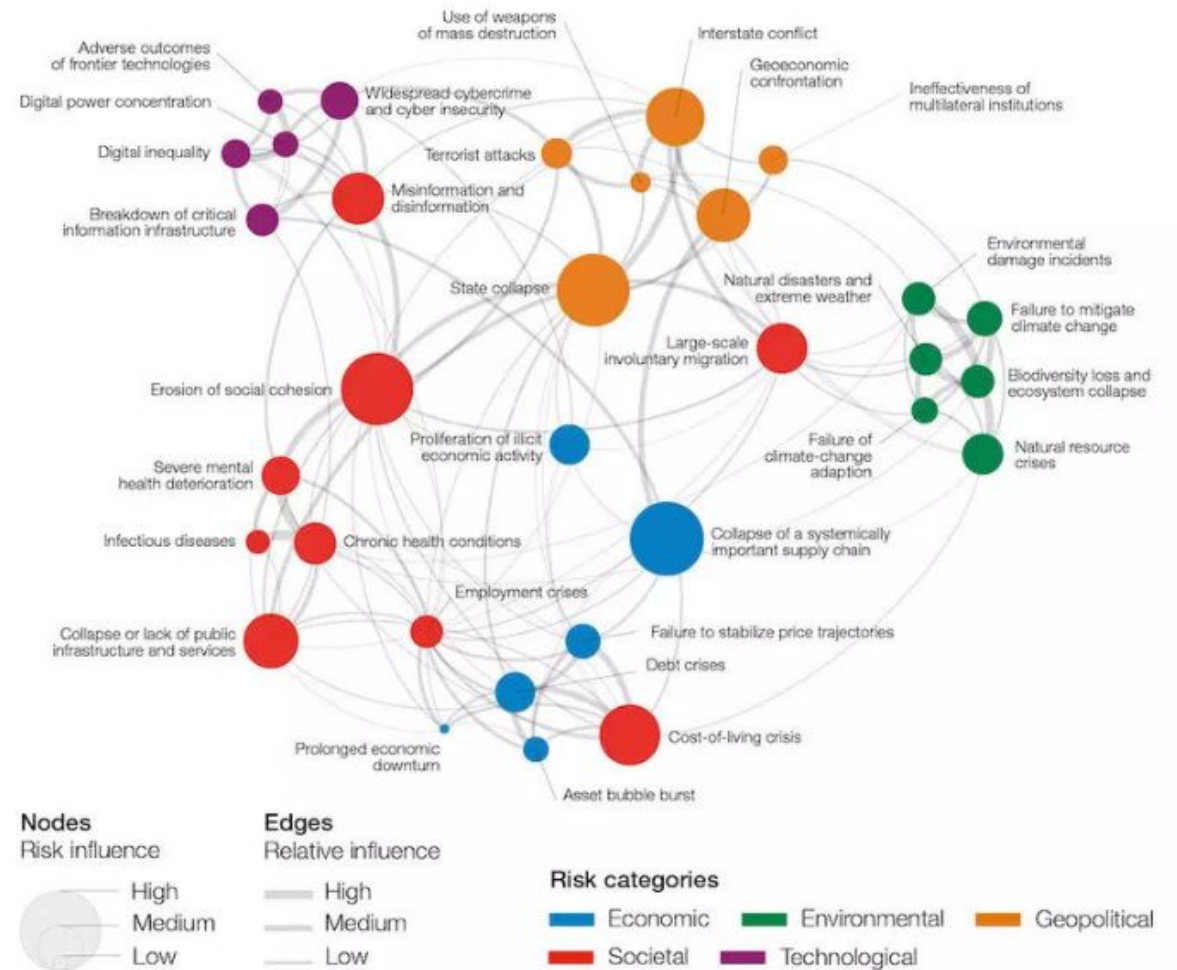 Use of weapons
of mass destruction
Interstate conflict
Adverse outcomes
of frontier technologies
Geoeconomic
confrontation
Ineffectiveness of
multilateral institutions
Digital power concentration
Widespread cybercrime
and cyber insecurity
Digital inequality
Terrorist attacks
Misinformation and
disinformation
Breakdown of critical
information infrastructure
Environmental
damage incidents
Natural disasters and
extreme weather
State collapse
Failure to mitigate
climate change
Large-scale
involuntary migration
Erosion of social cohesion
Biodiversity loss and
ecosystem collapse
Proliferation of illicit
economic activity
Failure of
climate-change
adaption
Natural resource
crises
Severe mental
health deterioration
Infectious diseases
Chronic health conditions
Collapse of a systemically
important supply chain
Employment crises
Collapse or lack of public
infrastructure and services
Failure to stabilize price trajectories
Debt crises
Cost-of-living crisis
Prolonged economic
downturn
Asset bubble burst
Nodes
Risk influence
High
Medium
Low
Edges
Relative influence
High
Medium
Low
Risk categories
Economic
Environmental
Geopolitical
Societal
Technological